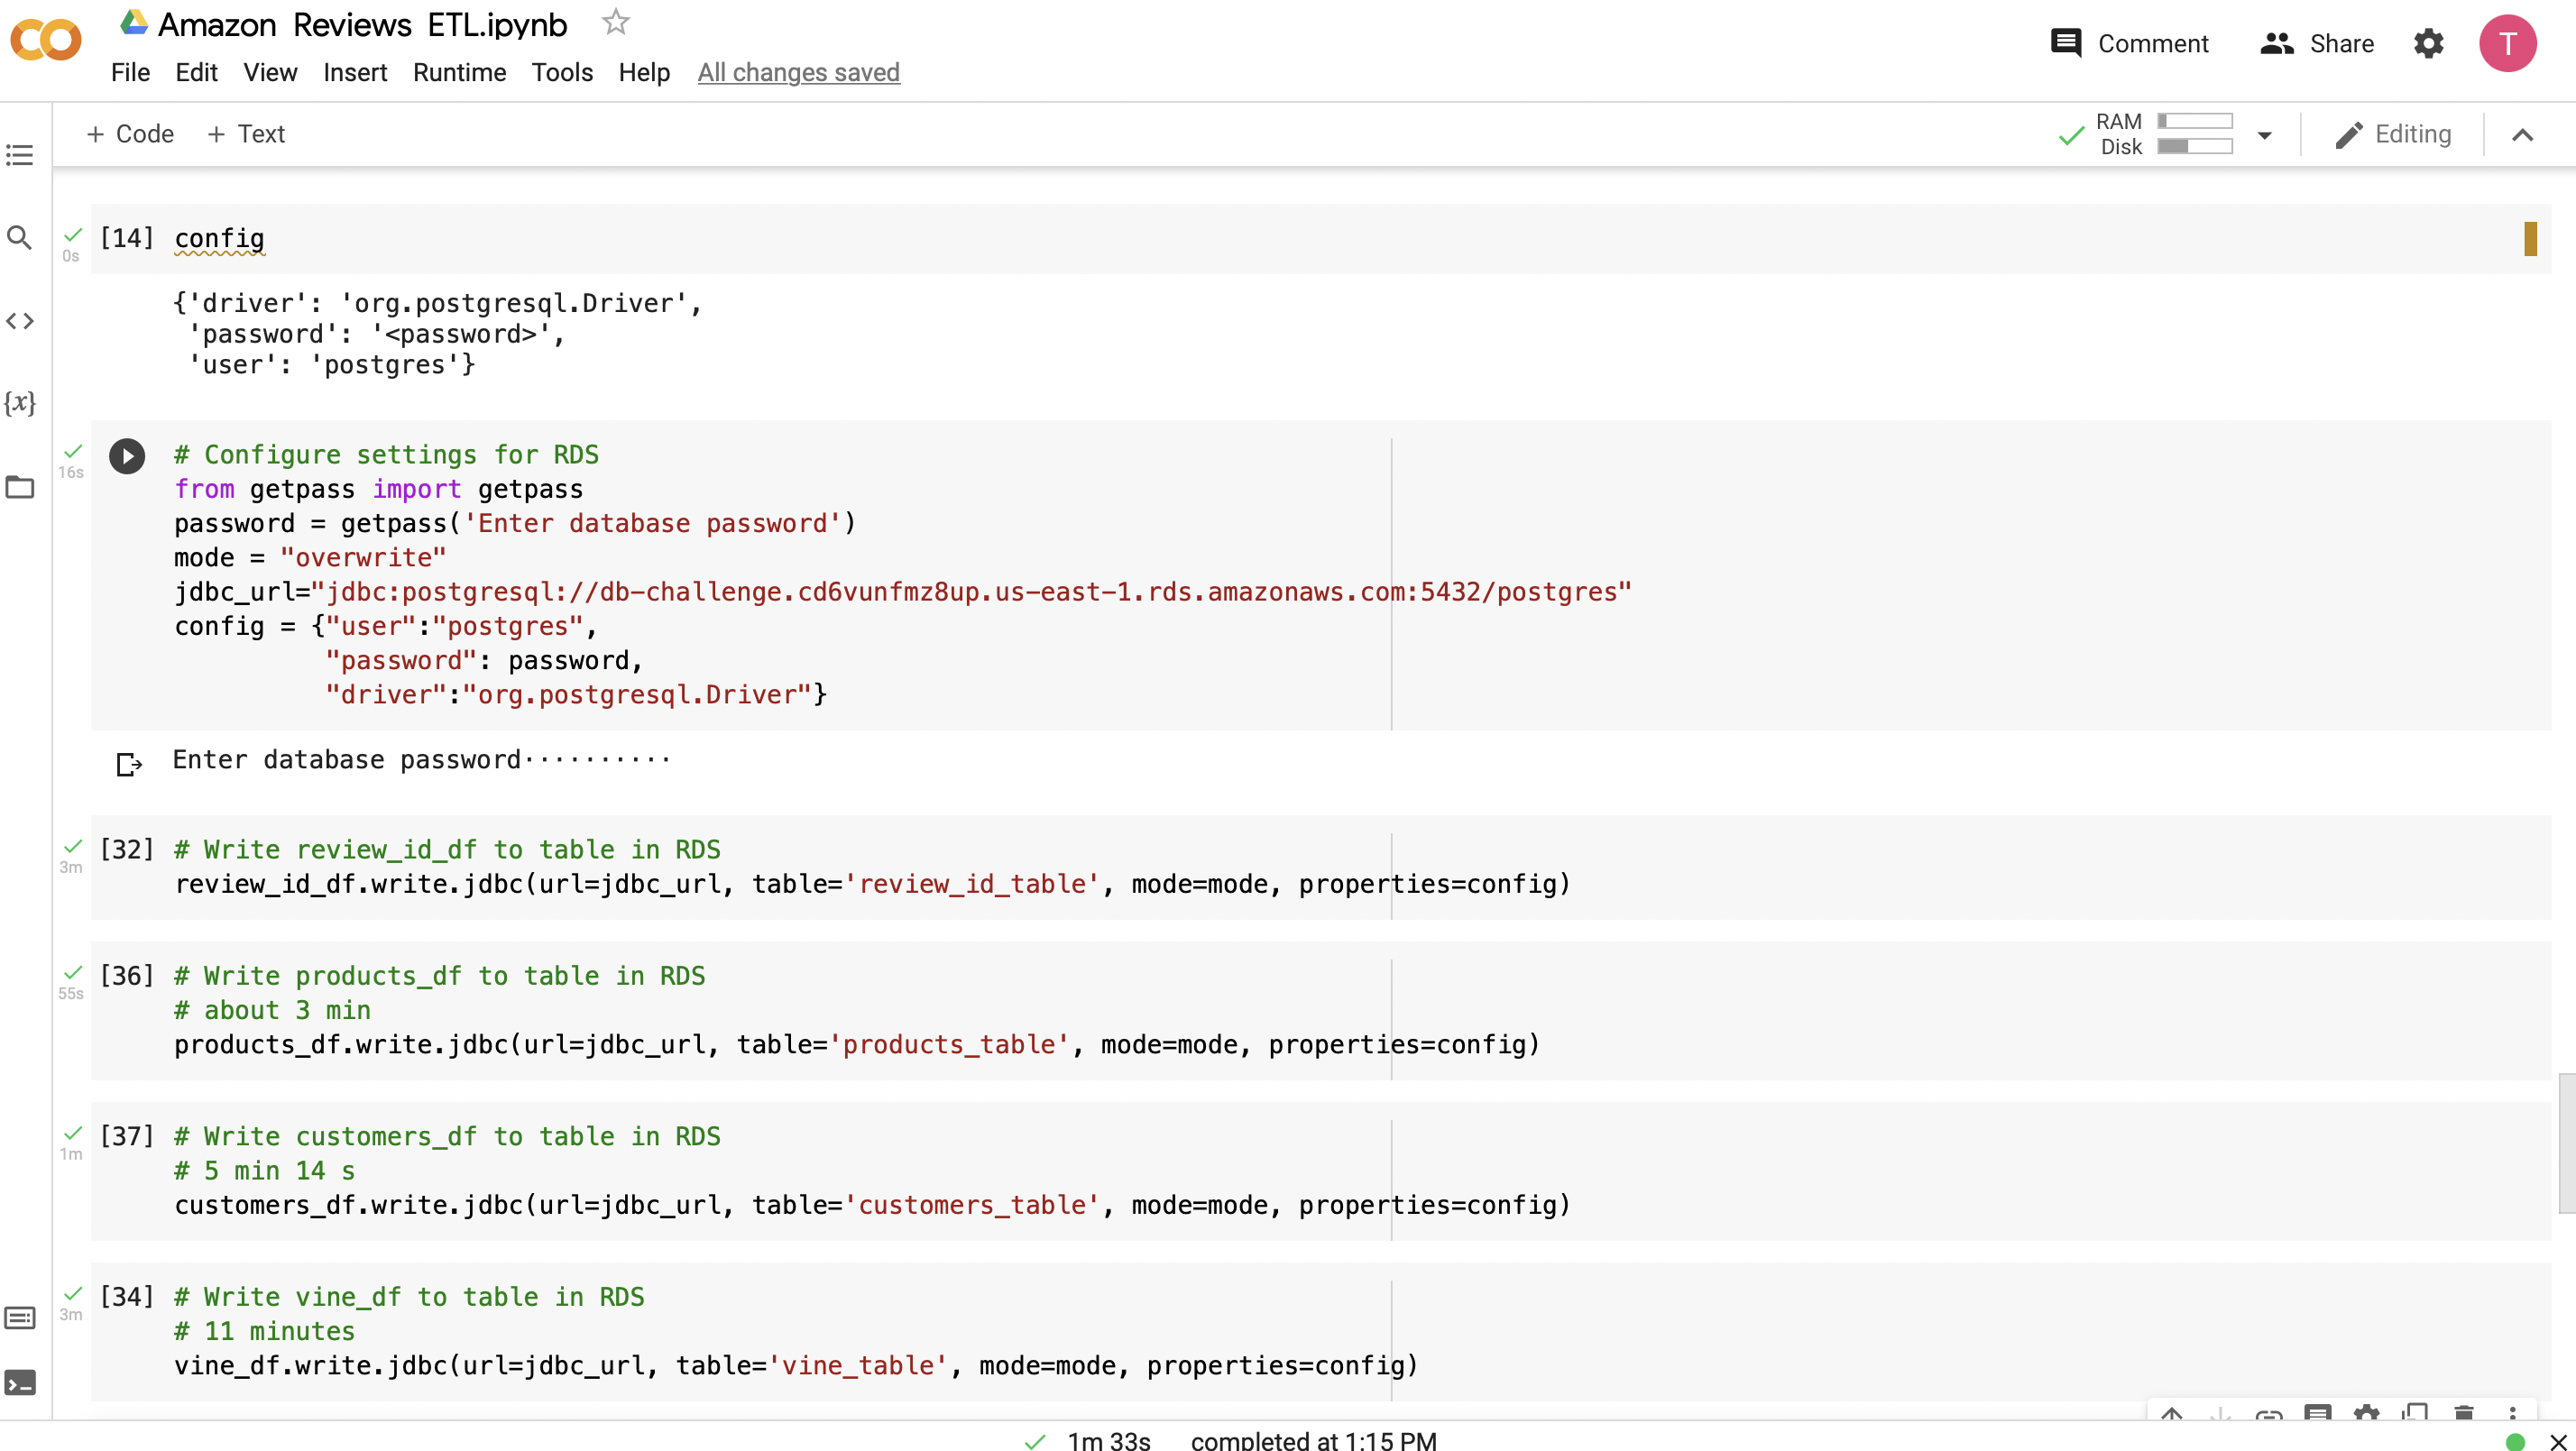 Amazon Reviews ETL.ipynb
File Edit View Insert Runtime Tools Help All changes saved
Comment Share T
+ Code + Text
RAM
Disk
Editing
[14] config
0s
{'driver': 'org.postgresql.Driver',
'password': '<password>',
'user': 'postgres'}
{x}
16s
# Configure settings for RDS
from getpass import getpass
password = getpass('Enter database password')
mode = "overwrite"
jdbc_url="jdbc:postgresql://db-challenge.cd6vunfmz8up.us-east-1.rds.amazonaws.com:5432/postgres"
config = {"user":"postgres",
"password": password,
"driver":"org.postgresql.Driver"}
Enter database password··········
[32] # Write review_id_df to table in RDS
3m
review_id_df.write.jdbc(url=jdbc_url, table='review_id_table', mode=mode, properties=config)
[36] # Write products_df to table in RDS
55s
# about 3 min
products_df.write.jdbc(url=jdbc_url, table='products_table', mode=mode, properties=config)
[37] # Write customers_df to table in RDS
1m
# 5 min 14 s
customers_df.write.jdbc(url=jdbc_url, table='customers_table', mode=mode, properties=config)
[34] # Write vine_df to table in RDS
3m
# 11 minutes
vine_df.write.jdbc(url=jdbc_url, table='vine_table', mode=mode, properties=config)
1m 33s completed at 1:15 PM